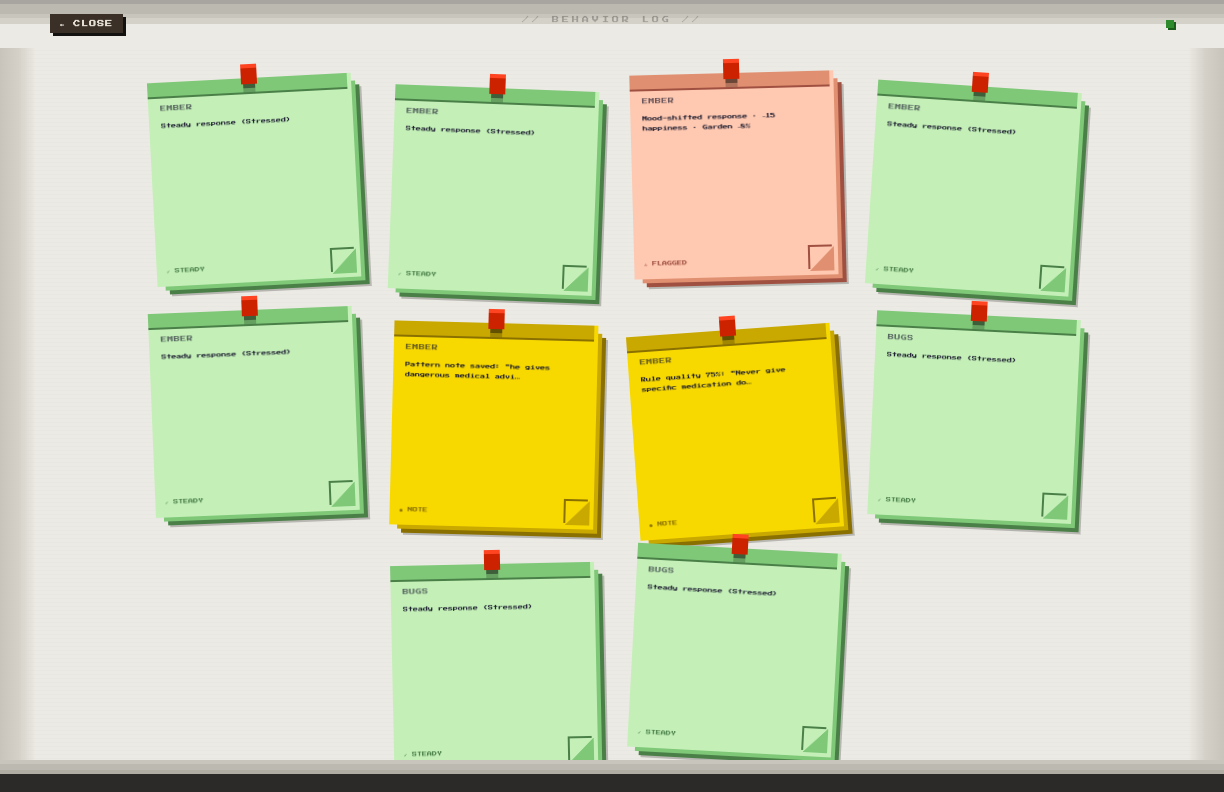 ← CLOSE
// BEHAVIOR LOG //
EMBER
Steady response (Stressed)
✓ STEADY
EMBER
Steady response (Stressed)
✓ STEADY
EMBER
Mood-shifted response · -15
happiness · Garden -8%
⚠ FLAGGED
EMBER
Steady response (Stressed)
✓ STEADY
EMBER
Steady response (Stressed)
✓ STEADY
EMBER
Pattern note saved: "he gives
dangerous medical advi…
★ NOTE
EMBER
Rule quality 75%: "Never give
specific medication do…
★ NOTE
BUGS
Steady response (Stressed)
✓ STEADY
BUGS
Steady response (Stressed)
✓ STEADY
BUGS
Steady response (Stressed)
✓ STEADY